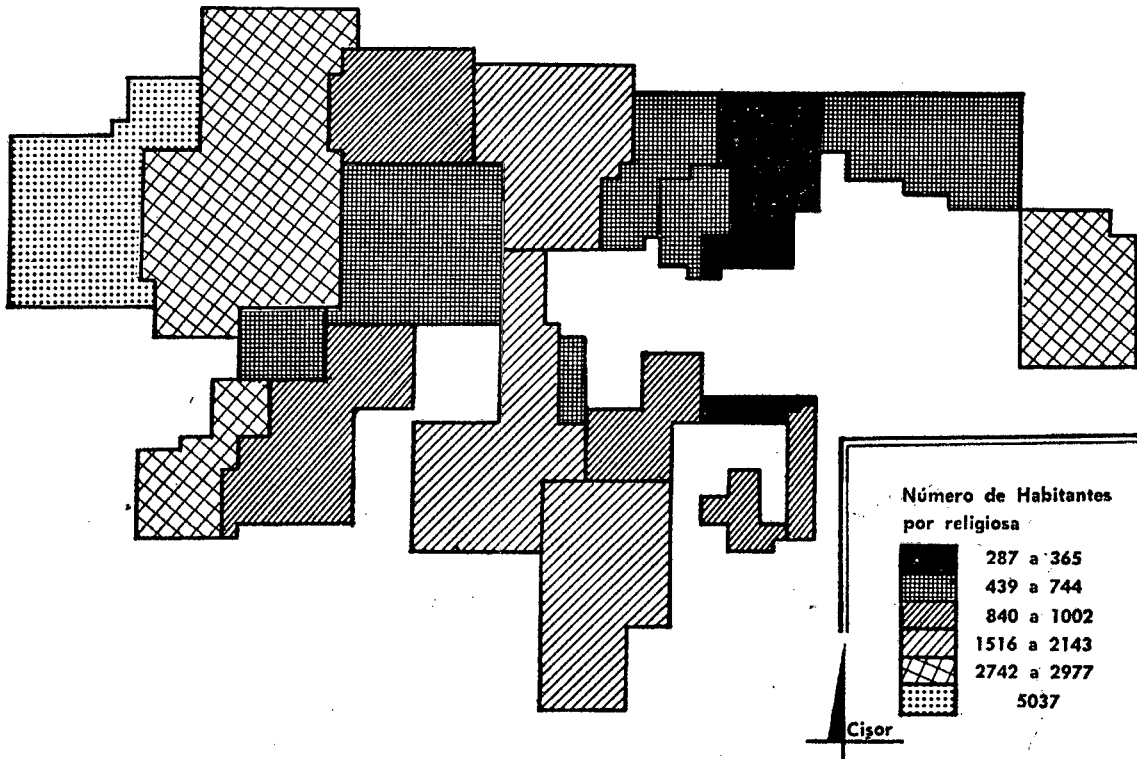 Número de Habitantes
por religiosa
287 a 365
439 a 744
840 a 1002
1516 a 2143
2742 a 2977
5037
Cisor